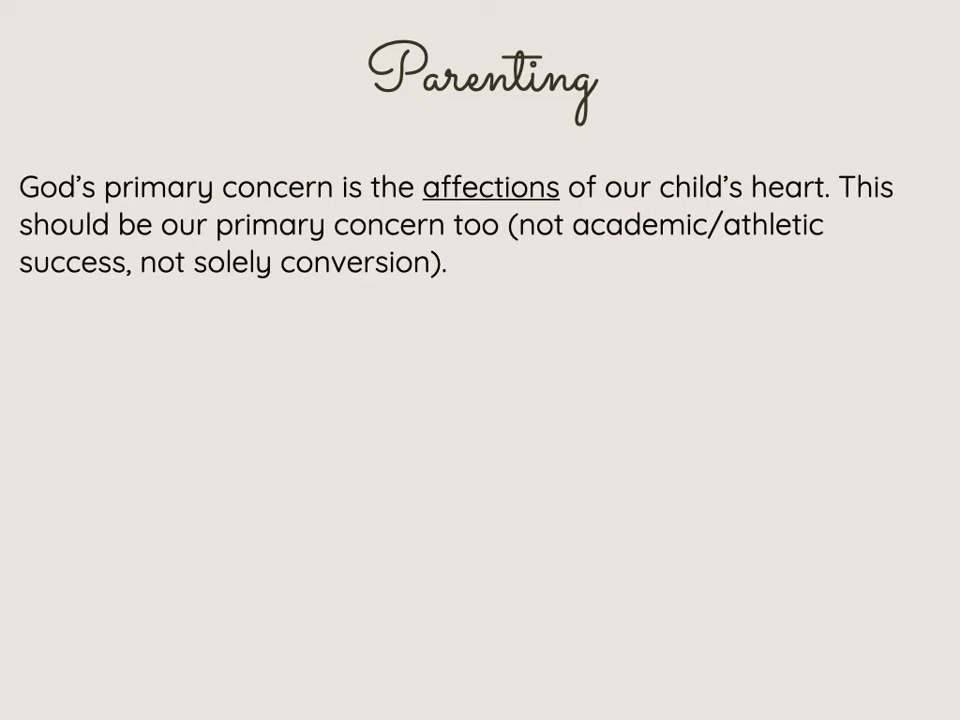 Parenting
God’s primary concern is the affections of our child’s heart. This
should be our primary concern too (not academic/athletic
success, not solely conversion).